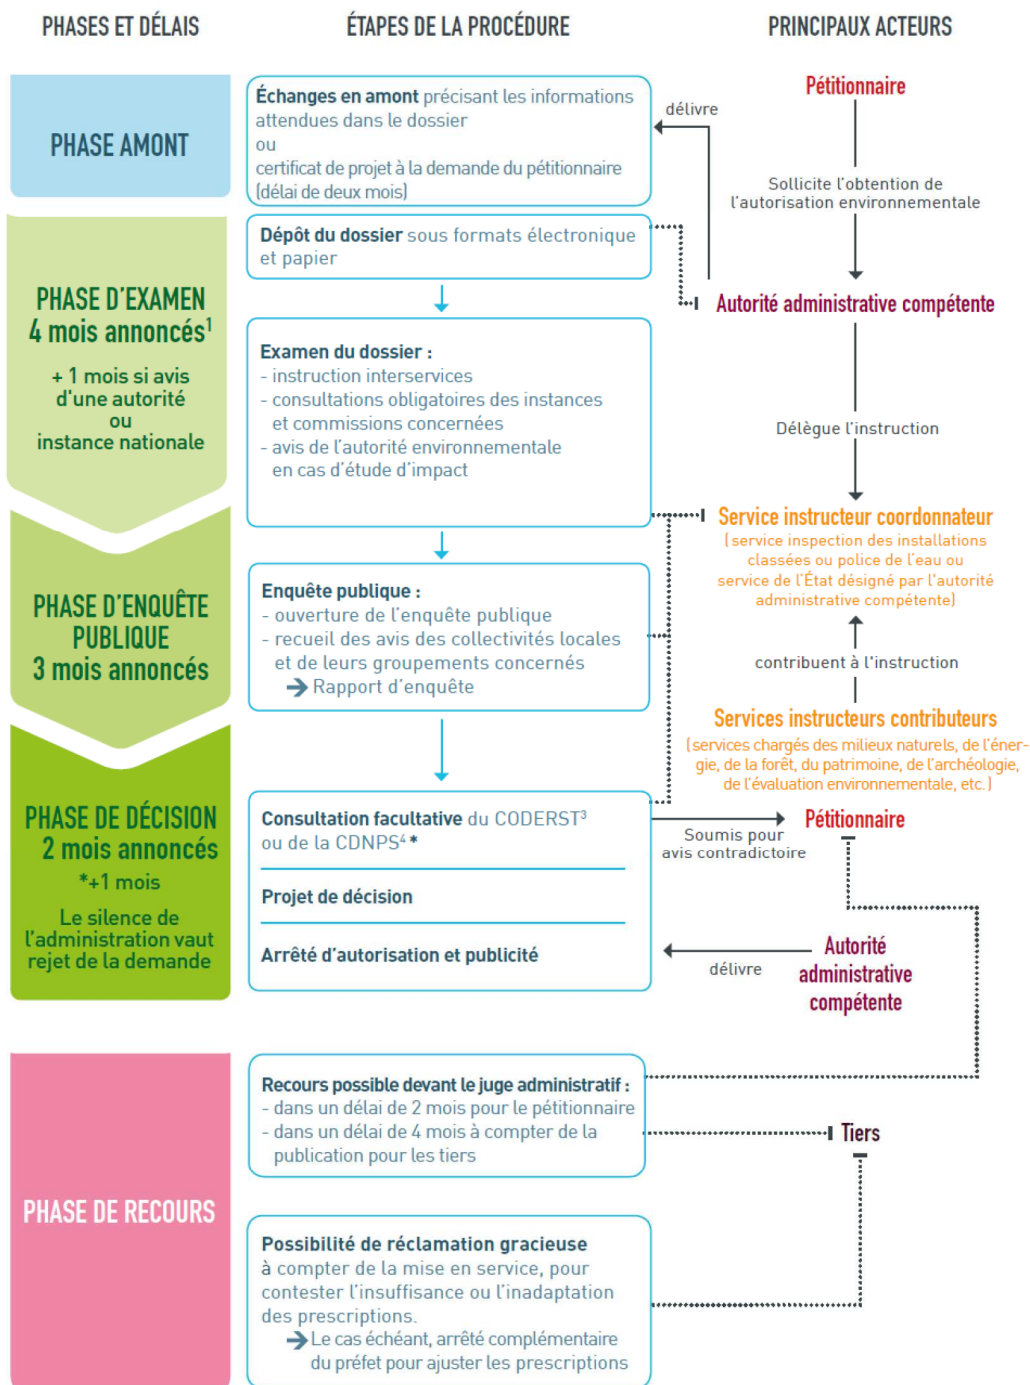 PHASES ET DÉLAIS
ÉTAPES DE LA PROCÉDURE
PRINCIPAUX ACTEURS
PHASE AMONT
Échanges en amont précisant les informations
attendues dans le dossier
ou
certificat de projet à la demande du pétitionnaire
(délai de deux mois)
délivre
Pétitionnaire
Sollicite l'obtention de
l'autorisation environnementale
PHASE D'EXAMEN
4 mois annoncés¹
+ 1 mois si avis
d'une autorité
ou
instance nationale
Dépôt du dossier sous formats électronique
et papier
Autorité administrative compétente
Examen du dossier :
- instruction interservices
- consultations obligatoires des instances
et commissions concernées
- avis de l'autorité environnementale
en cas d'étude d'impact
Délègue l'instruction
Service instructeur coordonnateur
(service inspection des installations
classées ou police de l'eau ou
service de l'État désigné par l'autorité
administrative compétente)
PHASE D'ENQUÊTE
PUBLIQUE
3 mois annoncés
Enquête publique :
- ouverture de l'enquête publique
- recueil des avis des collectivités locales
et de leurs groupements concernés
➔ Rapport d'enquête
contribuent à l'instruction
Services instructeurs contributeurs
(services chargés des milieux naturels, de l'éner-
gie, de la forêt, du patrimoine, de l'archéologie,
de l'évaluation environnementale, etc.)
PHASE DE DÉCISION
2 mois annoncés
*+1 mois
Le silence de
l'administration vaut
rejet de la demande
Consultation facultative du CODERST³
ou de la CDNPS⁴ *
Projet de décision
Arrêté d'autorisation et publicité
Soumis pour
avis contradictoire
Pétitionnaire
délivre
Autorité
administrative
compétente
PHASE DE RECOURS
Recours possible devant le juge administratif :
- dans un délai de 2 mois pour le pétitionnaire
- dans un délai de 4 mois à compter de la
publication pour les tiers
Tiers
Possibilité de réclamation gracieuse
à compter de la mise en service, pour
contester l'insuffisance ou l'inadaptation
des prescriptions.
➔ Le cas échéant, arrêté complémentaire
du préfet pour ajuster les prescriptions